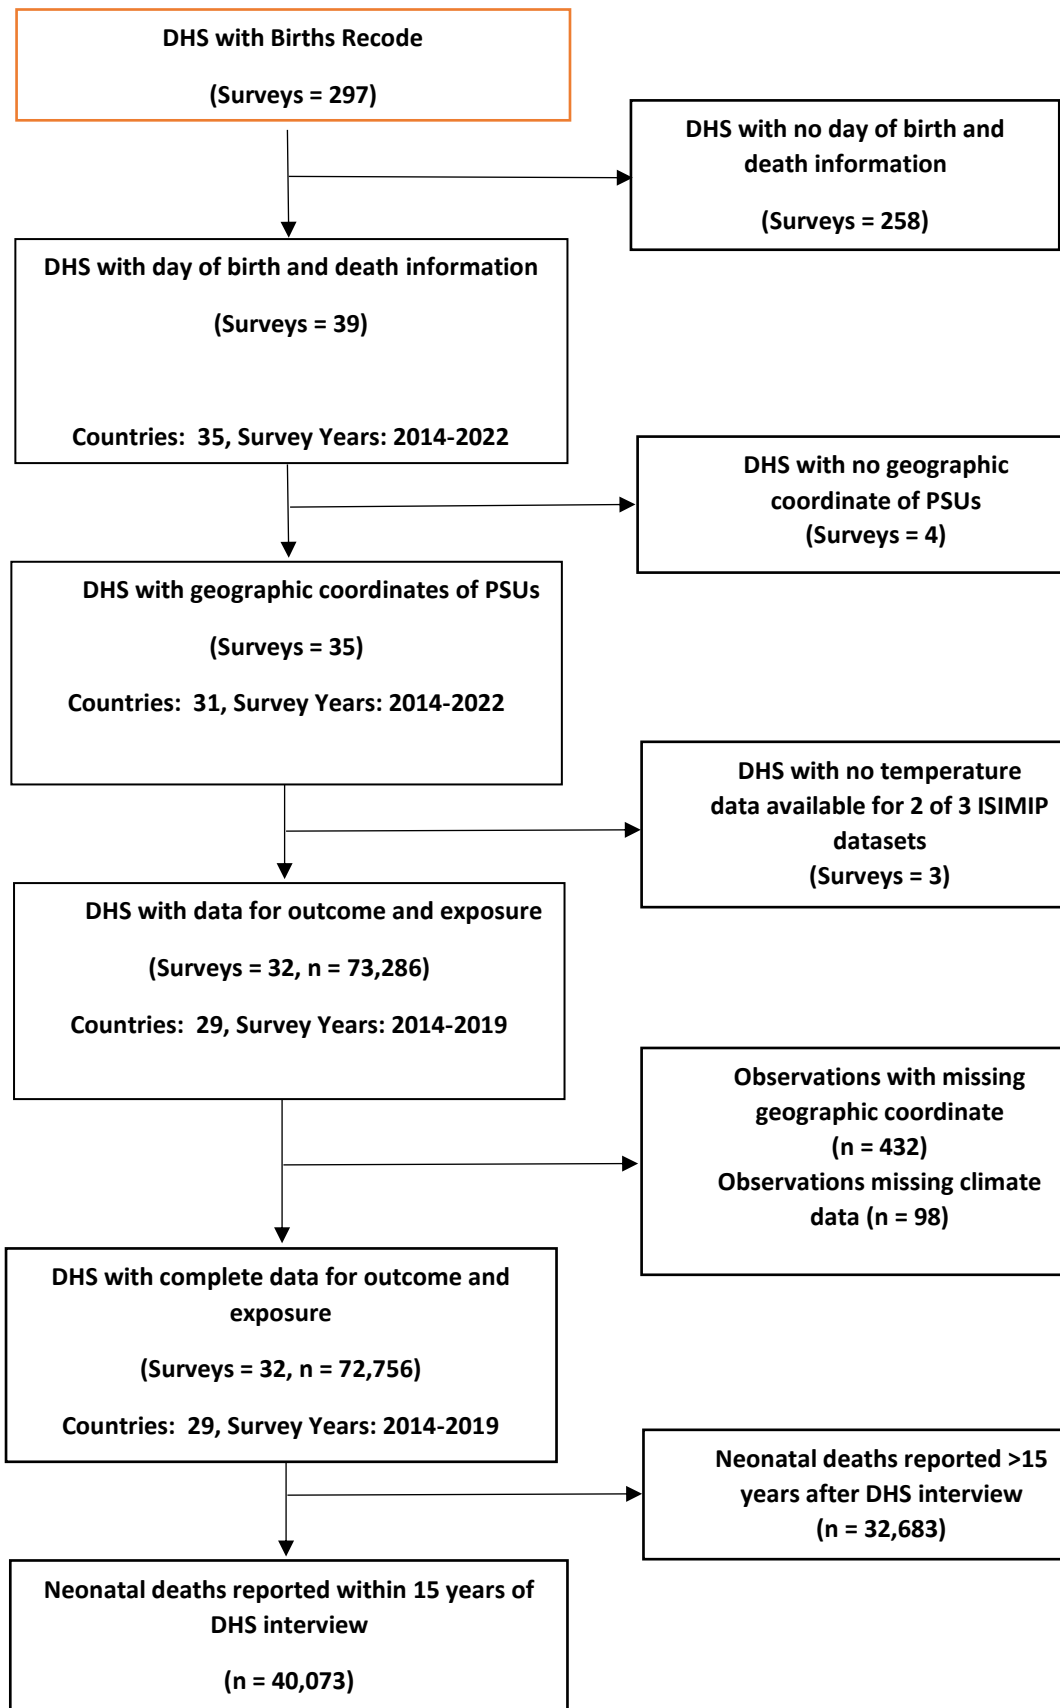 DHS with Births Recode
(Surveys = 297)
DHS with no day of birth and
death information
(Surveys = 258)
DHS with day of birth and death information
(Surveys = 39)
Countries:  35, Survey Years: 2014-2022
DHS with no geographic
coordinate of PSUs
(Surveys = 4)
DHS with geographic coordinates of PSUs
(Surveys = 35)
Countries:  31, Survey Years: 2014-2022
DHS with no temperature
data available for 2 of 3 ISIMIP
datasets
(Surveys = 3)
DHS with data for outcome and exposure
(Surveys = 32, n = 73,286)
Countries:  29, Survey Years: 2014-2019
Observations with missing
geographic coordinate
(n = 432)
Observations missing climate
data (n = 98)
DHS with complete data for outcome and
exposure
(Surveys = 32, n = 72,756)
Countries:  29, Survey Years: 2014-2019
Neonatal deaths reported >15
years after DHS interview
(n = 32,683)
Neonatal deaths reported within 15 years of
DHS interview
(n = 40,073)